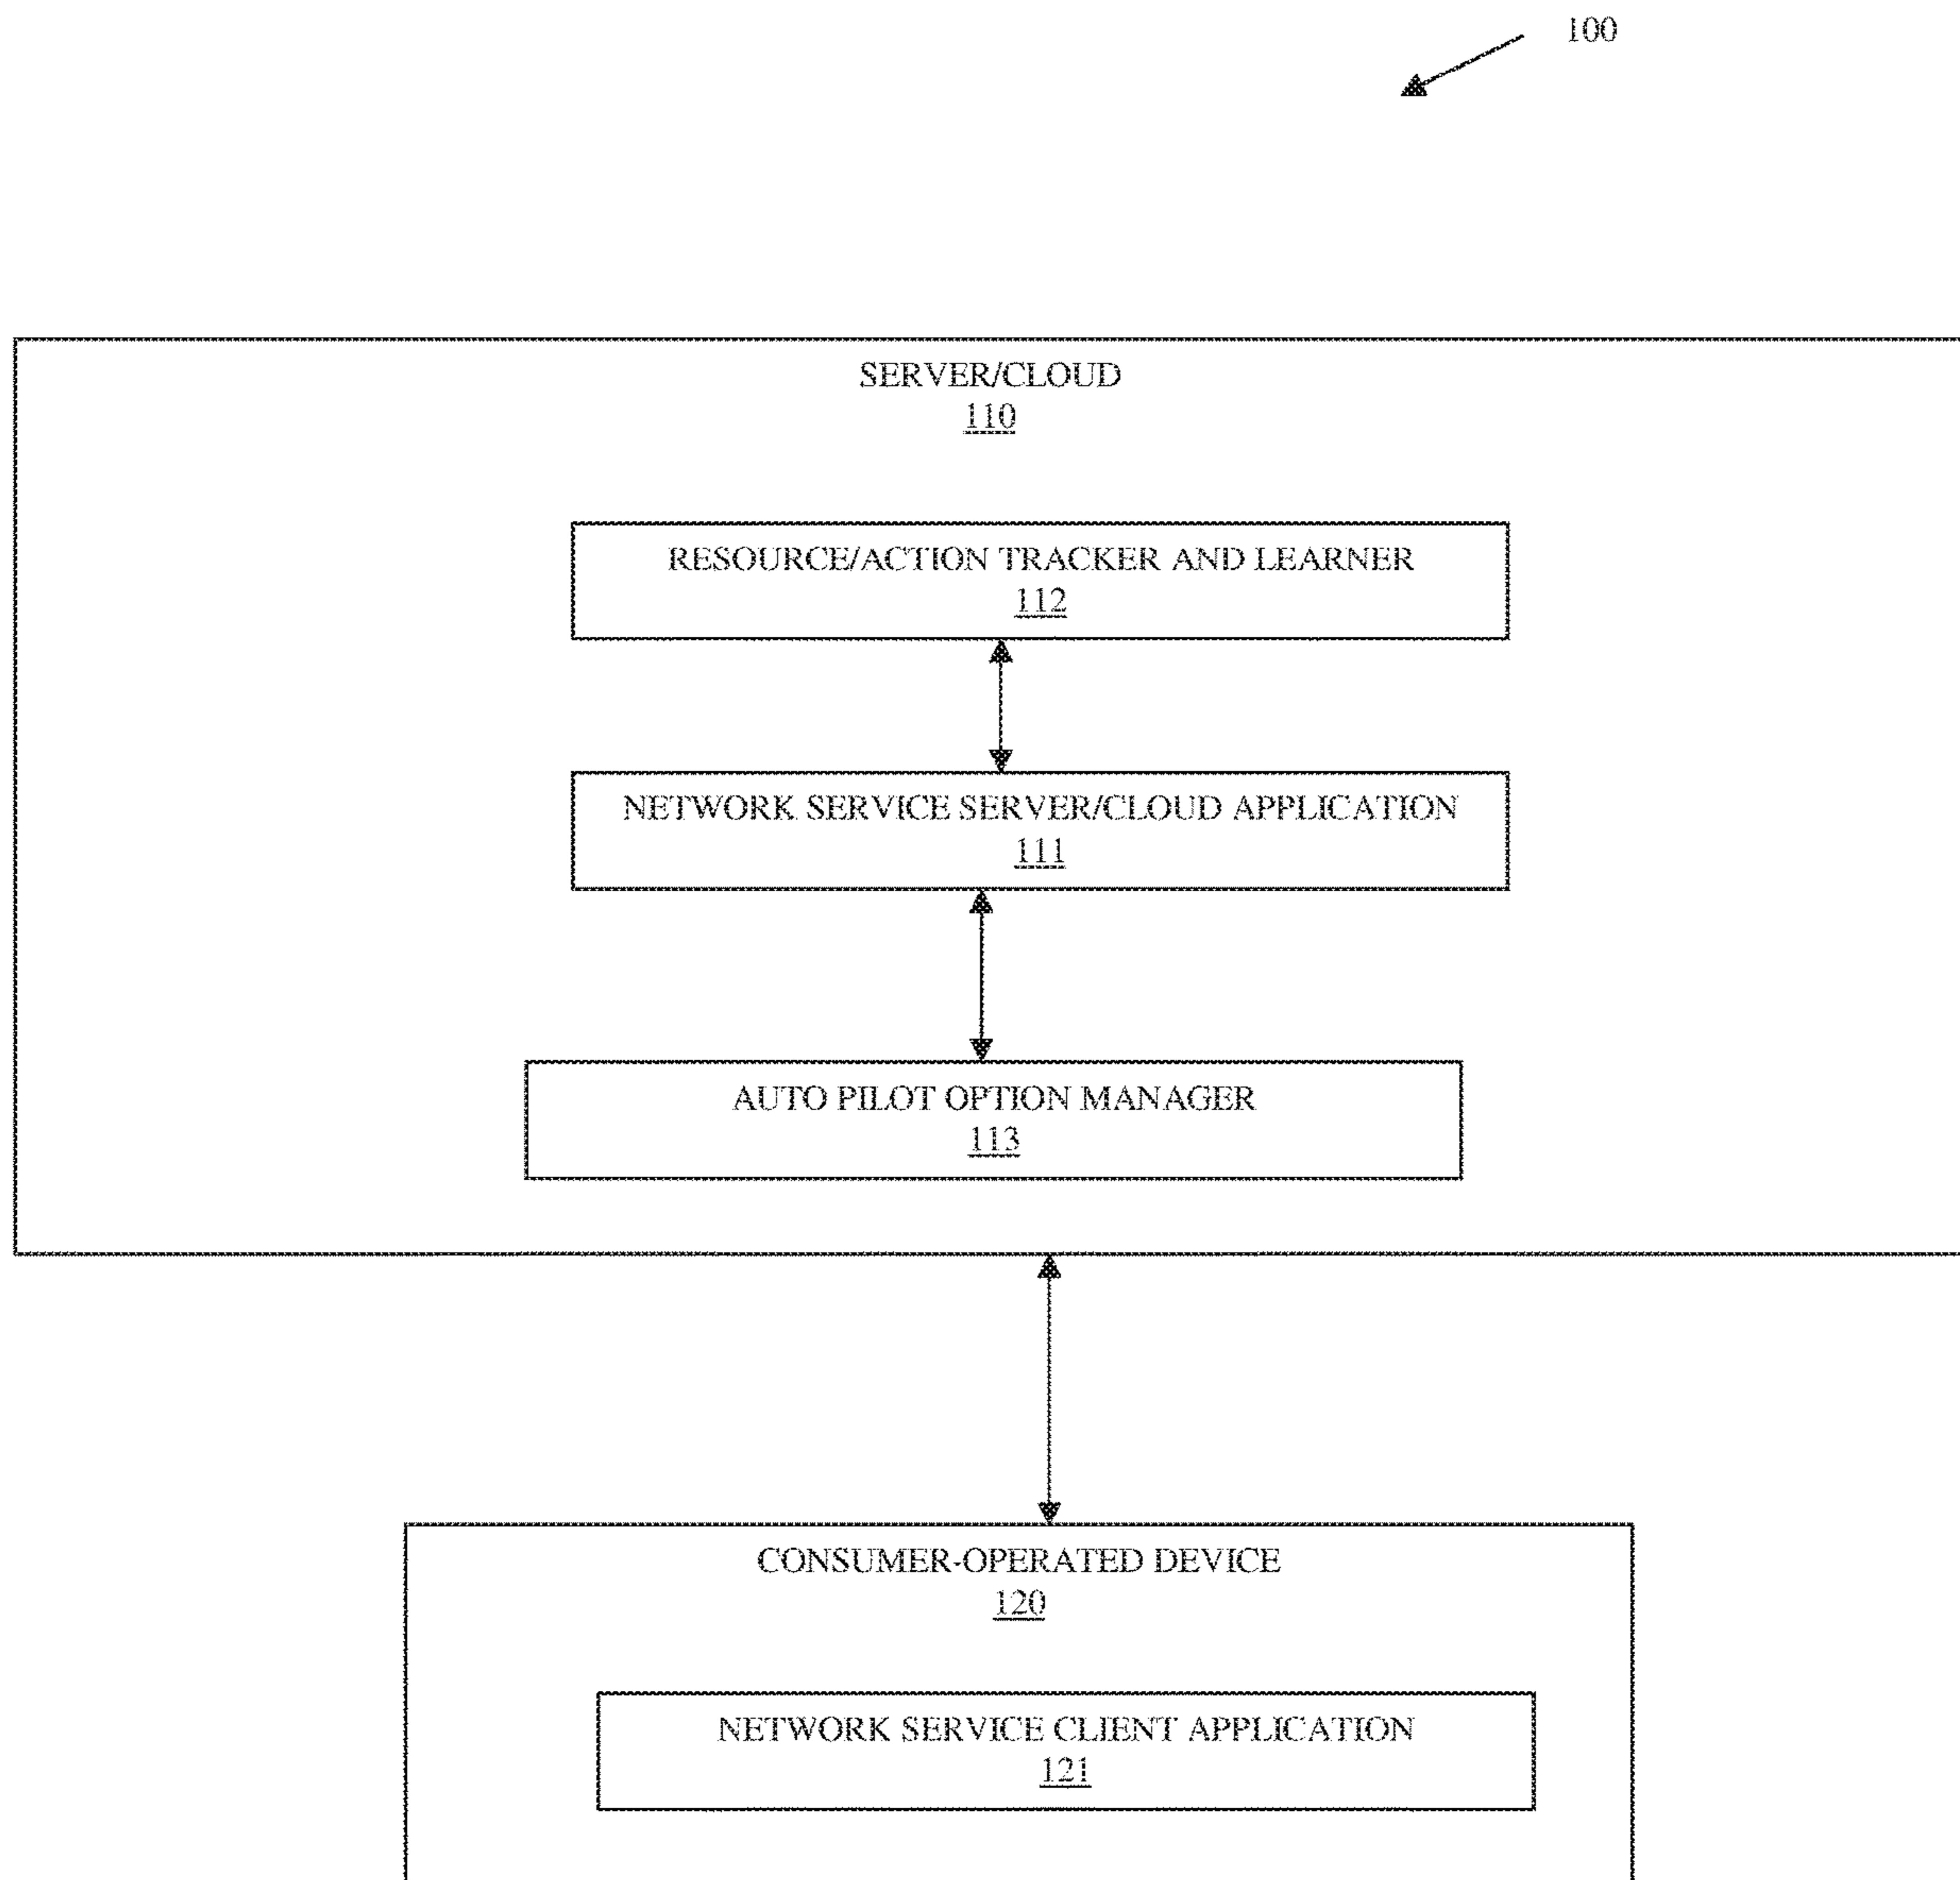 100
SERVER/CLOUD
110
RESOURCE/ACTION TRACKER AND LEARNER
112
NETWORK SERVICE SERVER/CLOUD APPLICATION
111
AUTO PILOT OPTION MANAGER
113
CONSUMER-OPERATED DEVICE
120
NETWORK SERVICE CLIENT APPLICATION
121